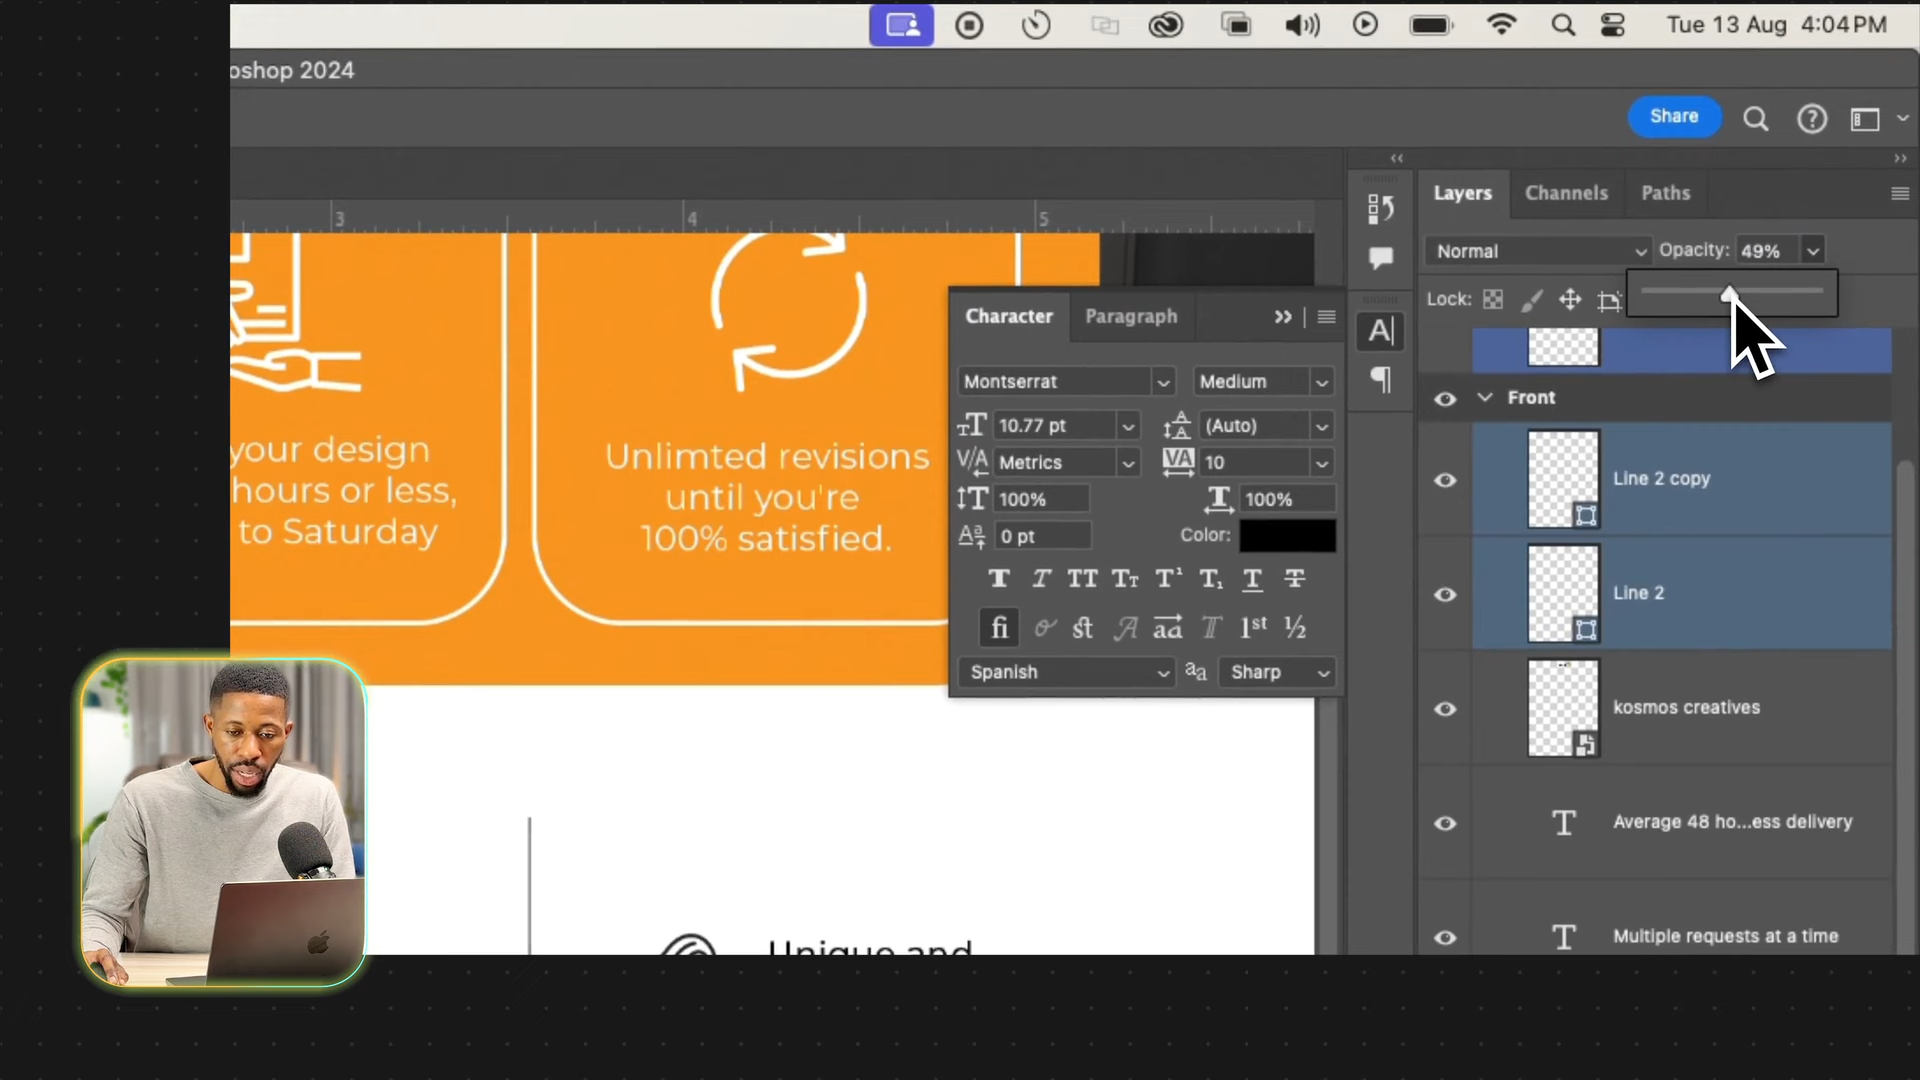 Tue 13 Aug 4:04 PM
oshop 2024
Share
3 4 5
Layers Channels Paths
Normal Opacity: 49%
Lock:
Character Paragraph
Montserrat Medium
10.77 pt (Auto)
Metrics 10
100% 100%
0 pt Color:
Spanish Sharp
your design
hours or less,
to Saturday
Unlimted revisions
until you're
100% satisfied.
Unique and
Front
Line 2 copy
Line 2
kosmos creatives
Average 48 ho...ess delivery
Multiple requests at a time